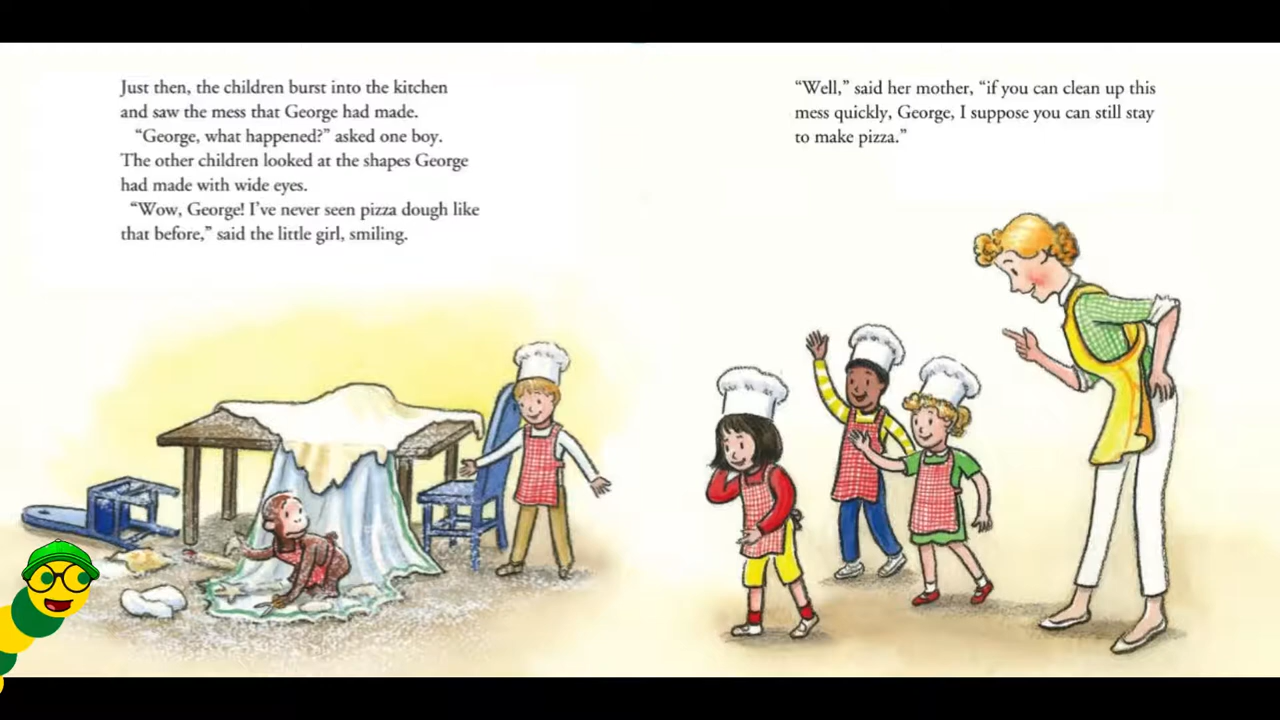 Just then, the children burst into the kitchen
and saw the mess that George had made.
“George, what happened?” asked one boy.
The other children looked at the shapes George
had made with wide eyes.
“Wow, George! I’ve never seen pizza dough like
that before,” said the little girl, smiling.
“Well,” said her mother, “if you can clean up this
mess quickly, George, I suppose you can still stay
to make pizza.”